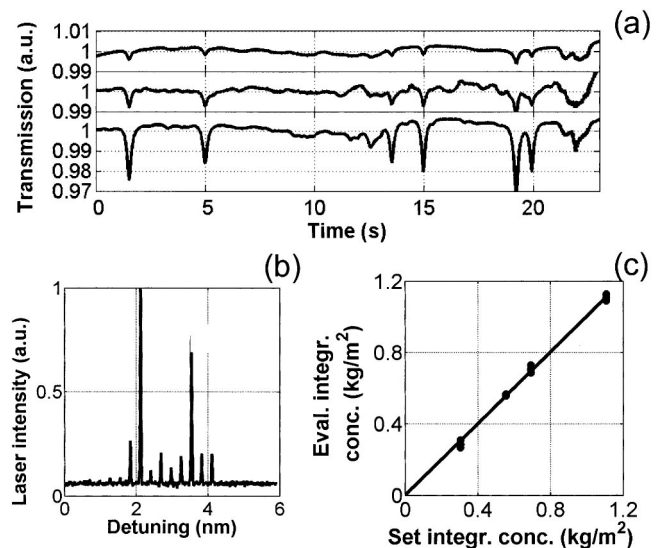 (a)
1.01
1
0.99
1
0.99
1
0.99
0.98
0.97
Transmission (a.u.)
0 5 10 15 20
Time (s)
(b)
1
0.5
0
Laser intensity (a.u.)
0 2 4 6
Detuning (nm)
(c)
1.2
0.8
0.4
0
Eval. integr.
conc. (kg/m²)
0.4 0.8 1.2
Set integr. conc. (kg/m²)